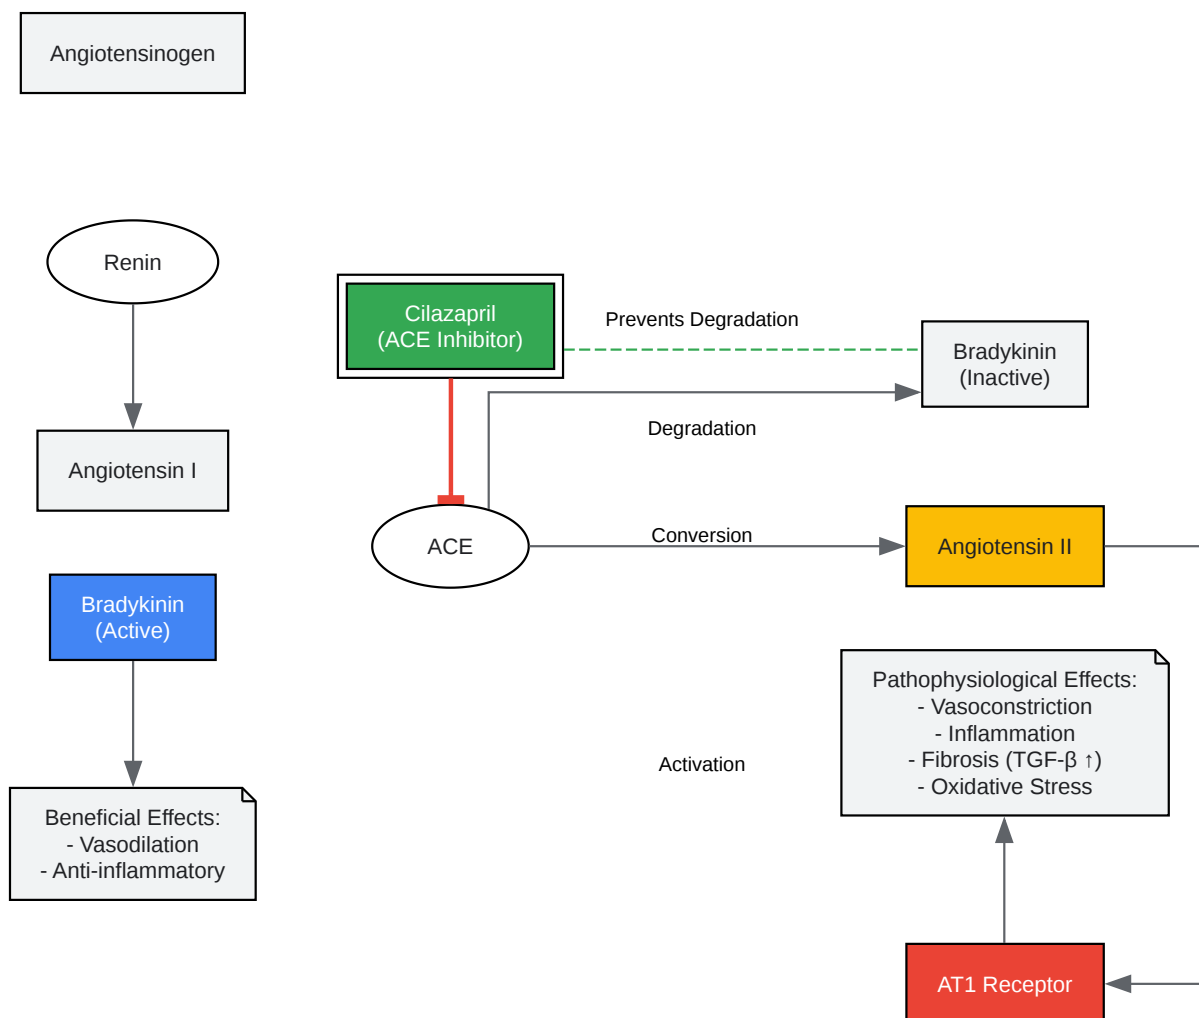 Angiotensinogen
Renin
Cilazapril
(ACE Inhibitor)
Prevents Degradation
Bradykinin
(Inactive)
Degradation
Angiotensin I
ACE
Conversion
Angiotensin II
Bradykinin
(Active)
Pathophysiological Effects:
- Vasoconstriction
- Inflammation
- Fibrosis (TGF-β ↑)
- Oxidative Stress
Activation
Beneficial Effects:
- Vasodilation
- Anti-inflammatory
AT1 Receptor